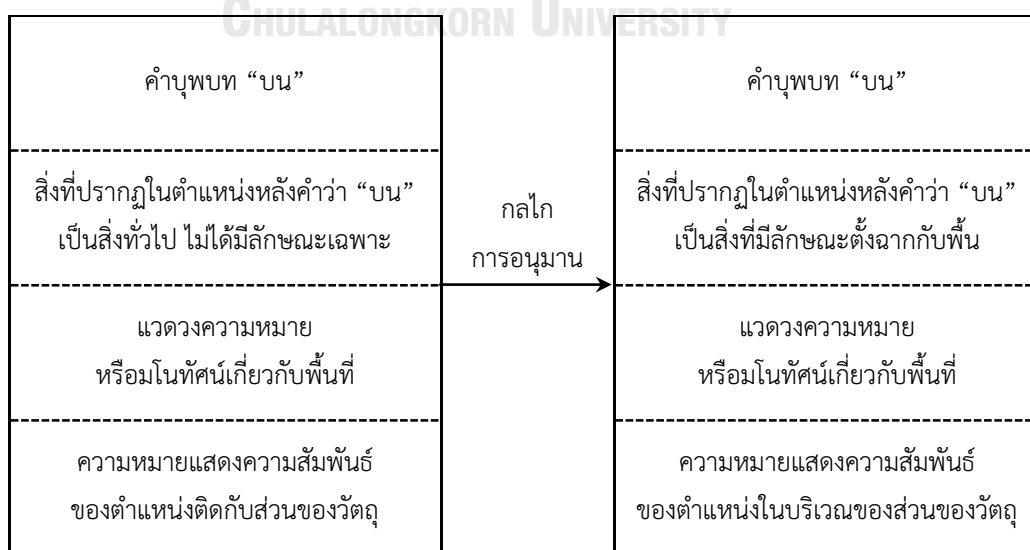 CHULALONGKORN UNIVERSITY
คำบุพบท “บน”
สิ่งที่ปรากฏในตำแหน่งหลังคำว่า “บน”
เป็นสิ่งทั่วไป ไม่ได้มีลักษณะเฉพาะ
แวดวงความหมาย
หรือมโนทัศน์เกี่ยวกับพื้นที่
ความหมายแสดงความสัมพันธ์
ของตำแหน่งติดกับส่วนของวัตถุ
กลไก
การอนุมาน
คำบุพบท “บน”
สิ่งที่ปรากฏในตำแหน่งหลังคำว่า “บน”
เป็นสิ่งที่มีลักษณะตั้งฉากกับพื้น
แวดวงความหมาย
หรือมโนทัศน์เกี่ยวกับพื้นที่
ความหมายแสดงความสัมพันธ์
ของตำแหน่งในบริเวณของส่วนของวัตถุ